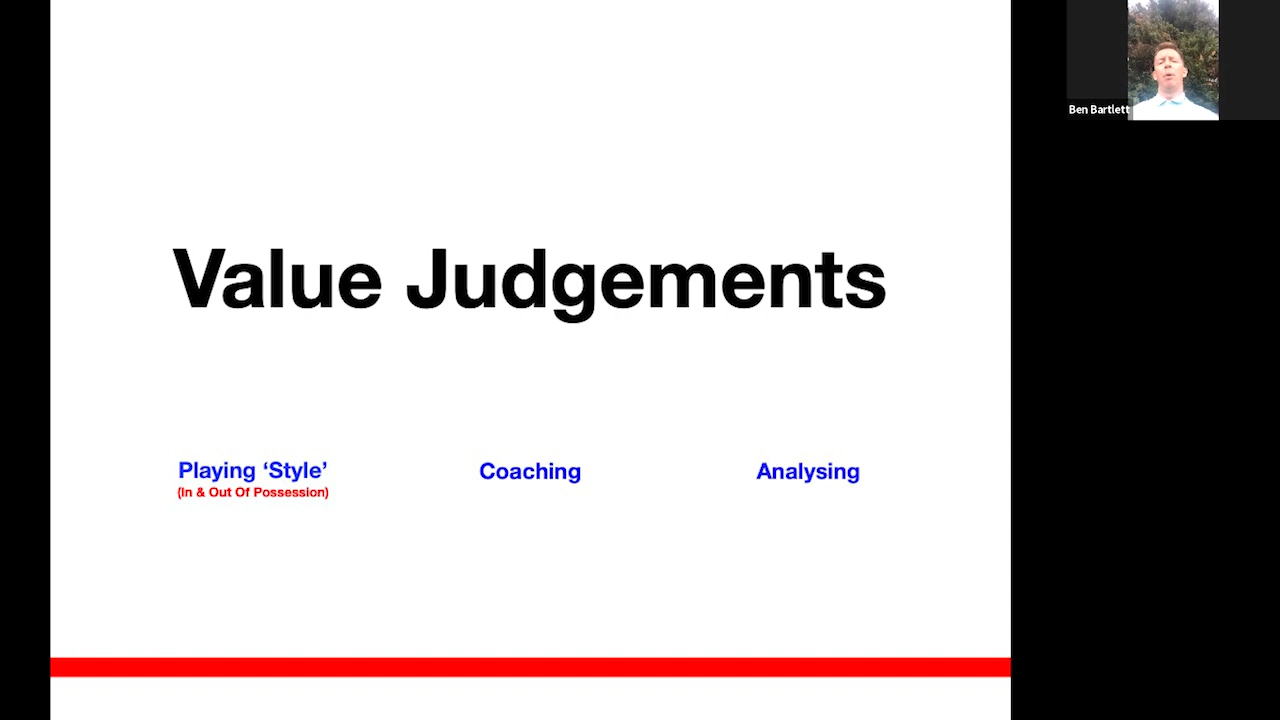 Ben Bartlett
Value Judgements
Playing ‘Style’
(In & Out Of Possession)
Coaching
Analysing